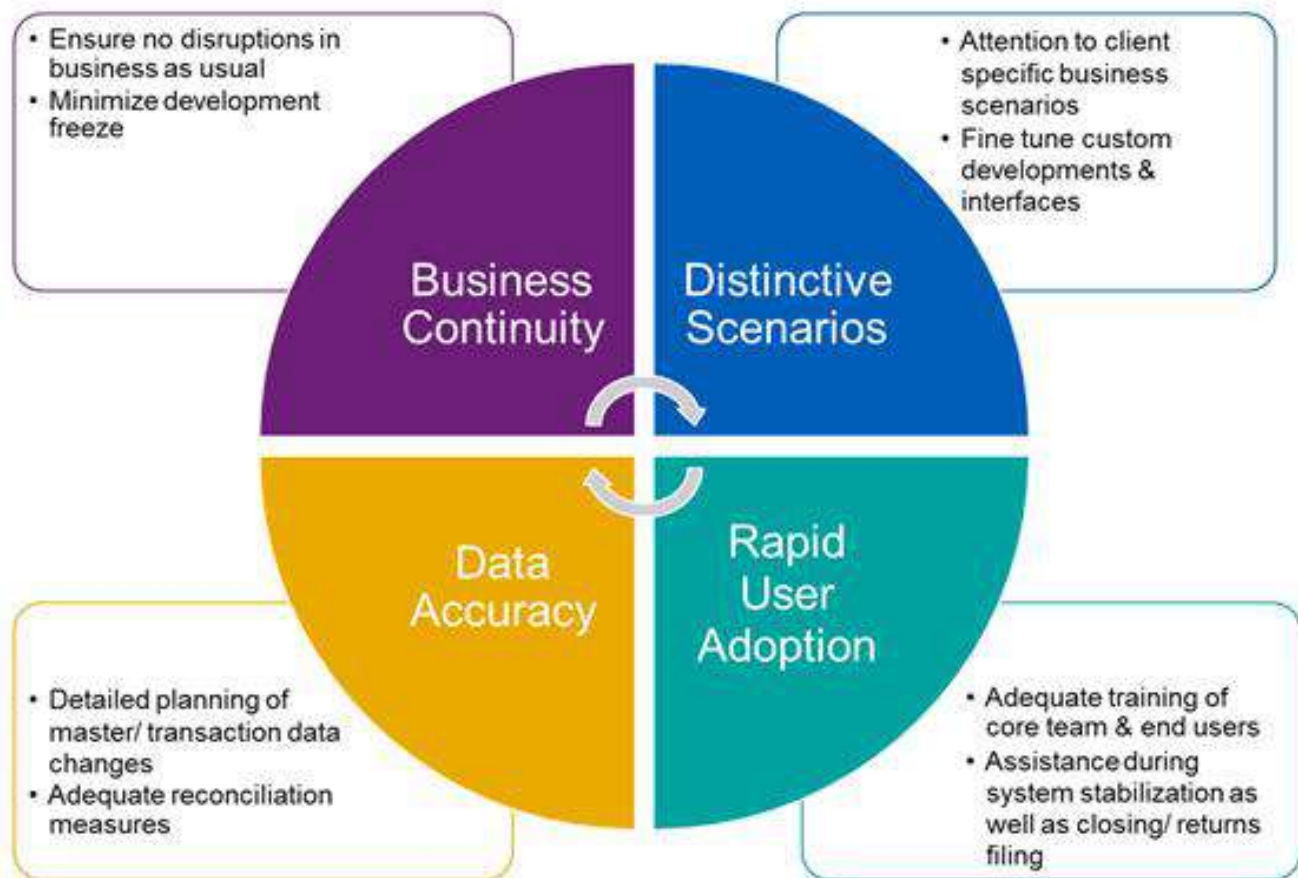 • Ensure no disruptions in
business as usual
• Minimize development
freeze
• Attention to client
specific business
scenarios
• Fine tune custom
developments &
interfaces
Business
Continuity
Distinctive
Scenarios
Data
Accuracy
Rapid
User
Adoption
• Detailed planning of
master/ transaction data
changes
• Adequate reconciliation
measures
• Adequate training of
core team & end users
• Assistance during
system stabilization as
well as closing/ returns
filing